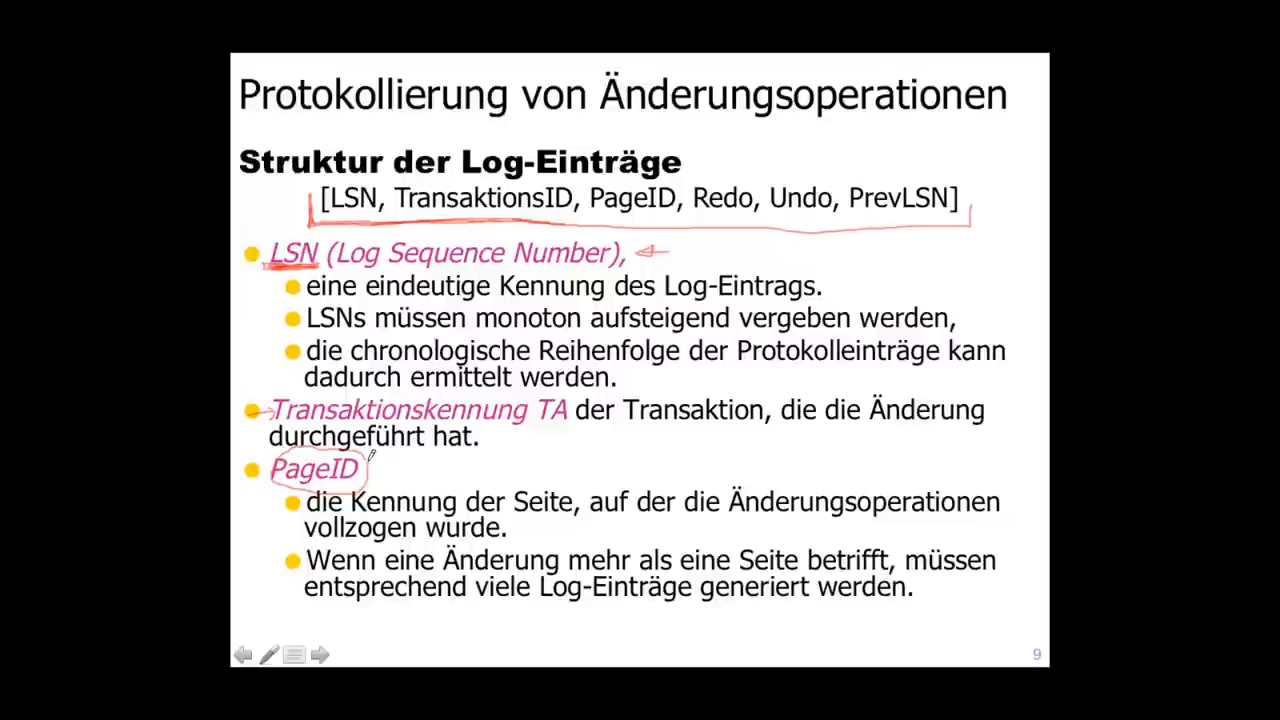 Protokollierung von Änderungsoperationen
Struktur der Log-Einträge
[LSN, TransaktionsID, PageID, Redo, Undo, PrevLSN]
LSN (Log Sequence Number),
eine eindeutige Kennung des Log-Eintrags.
LSNs müssen monoton aufsteigend vergeben werden,
die chronologische Reihenfolge der Protokolleinträge kann
dadurch ermittelt werden.
Transaktionskennung TA der Transaktion, die die Änderung
durchgeführt hat.
PageID
die Kennung der Seite, auf der die Änderungsoperationen
vollzogen wurde.
Wenn eine Änderung mehr als eine Seite betrifft, müssen
entsprechend viele Log-Einträge generiert werden.
9